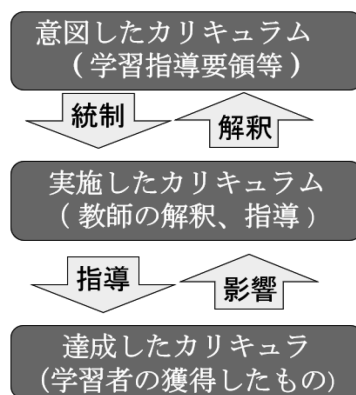 意図したカリキュラム
(学習指導要領等)
統制
解釈
実施したカリキュラム
(教師の解釈、指導)
指導
影響
達成したカリキュラ
(学習者の獲得したもの)